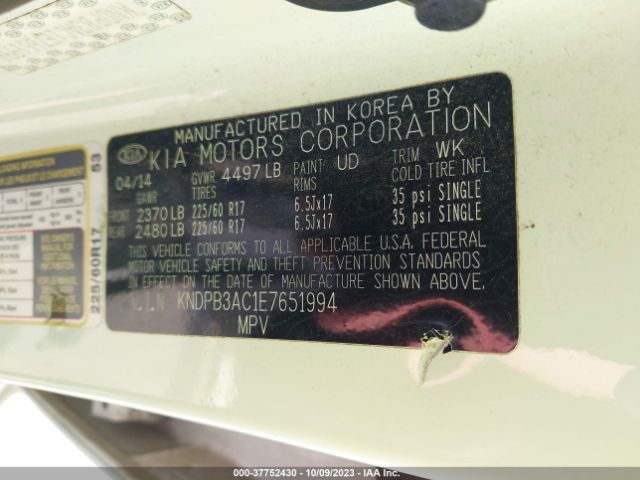 MANUFACTURED IN KOREA BY
KIA MOTORS CORPORATION
04/14 GVWR 4497 LB PAINT UD TRIM WK
GAWR TIRES RIMS COLD TIRE INFL
FRONT 2370 LB 225/60 R17 6.5Jx17 35 psi SINGLE
REAR 2480 LB 225/60 R17 6.5Jx17 35 psi SINGLE
THIS VEHICLE CONFORMS TO ALL APPLICABLE U.S.A. FEDERAL
MOTOR VEHICLE SAFETY AND THEFT PREVENTION STANDARDS
IN EFFECT ON THE DATE OF MANUFACTURE SHOWN ABOVE.
V.I.N KNDPB3AC1E7651994
MPV
LOADING INFORMATION
53
225/60R17
000-37752430 - 10/09/2023 - IAA Inc.